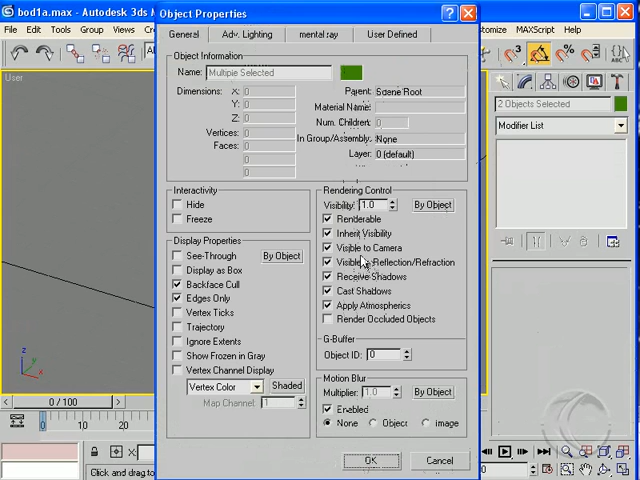 bod1a.max - Autodesk 3ds M
File Edit Tools Group Views
Customize MAXScript
Object Properties
General Adv. Lighting mental ray User Defined
Object Information
Name: Multiple Selected
Dimensions: X: 0
Y: 0
Z: 0
Vertices: 0
Faces: 0
0
0
Parent: Scene Root
Material Name:
Num. Children: 0
In Group/Assembly: None
Layer: 0 (default)
Interactivity
Hide
Freeze
Display Properties
See-Through By Object
Display as Box
Backface Cull
Edges Only
Vertex Ticks
Trajectory
Ignore Extents
Show Frozen in Gray
Vertex Channel Display
Vertex Color Shaded
Map Channel: 1
Rendering Control
Visibility: 1.0 By Object
Renderable
Inherit Visibility
Visible to Camera
Visible Reflection/Refraction
Receive Shadows
Cast Shadows
Apply Atmospherics
Render Occluded Objects
G-Buffer
Object ID: 0
Motion Blur
Multiplier: 1.0 By Object
Enabled
None Object Image
OK Cancel
User
z
x
2 Objects Selected
Modifier List
0 / 100
0 10 20
Click and drag to